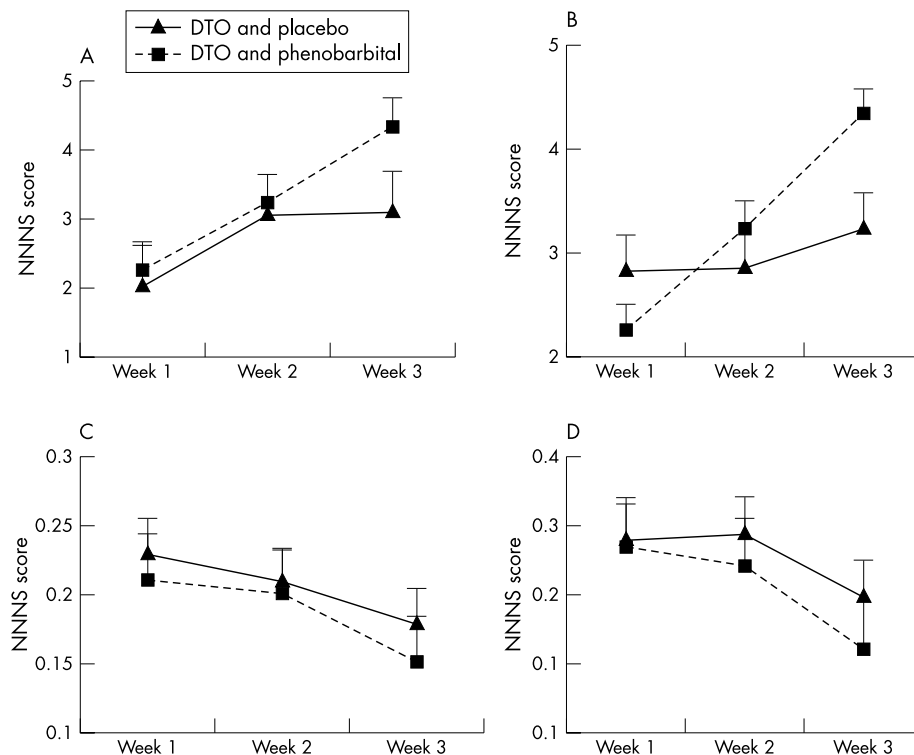 DTO and placebo
DTO and phenobarbital
A
5
4
3
2
1
NNNS score
Week 1 Week 2 Week 3
B
5
4
3
2
NNNS score
Week 1 Week 2 Week 3
C
0.3
0.25
0.2
0.15
0.1
NNNS score
Week 1 Week 2 Week 3
D
0.4
0.3
0.2
0.1
0.1
NNNS score
Week 1 Week 2 Week 3